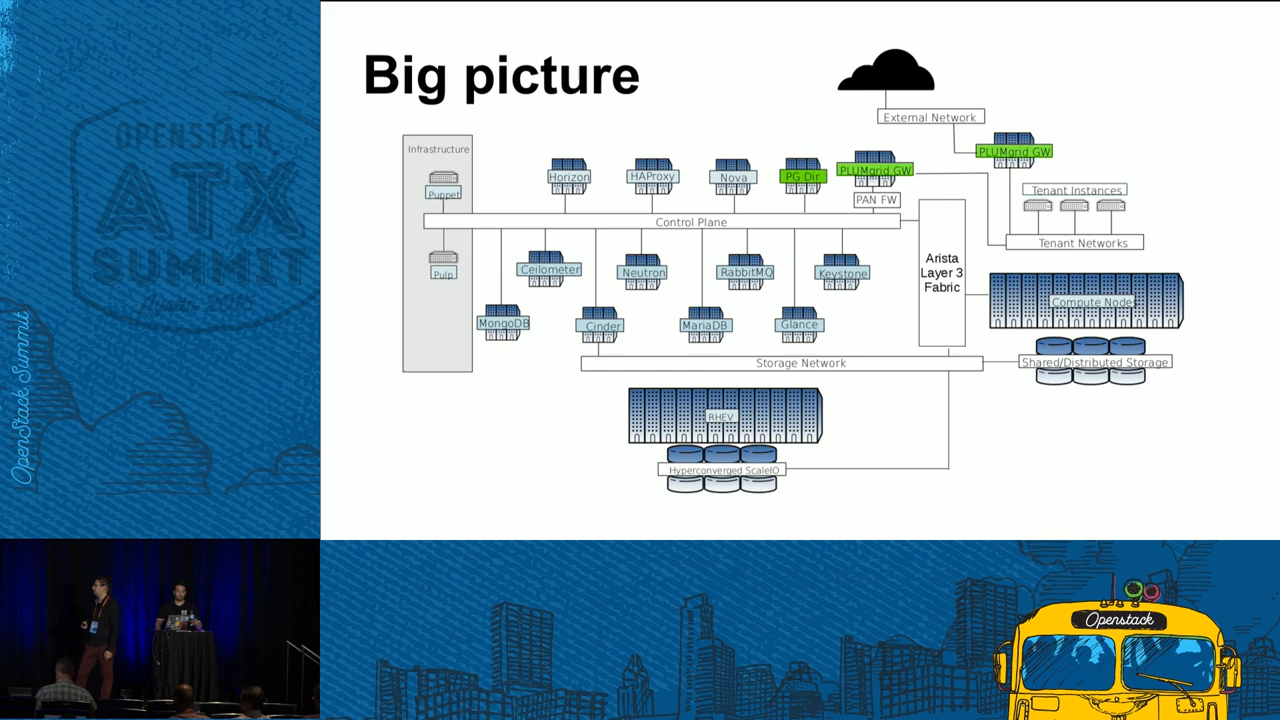 Big picture
External Network
PLUMgrid GW
Infrastructure
Puppet
Horizon
HAProxy
Nova
PG Dir
PLUMgrid GW
PAN FW
Tenant Instances
Control Plane
Tenant Networks
Pulp
Ceilometer
Neutron
RabbitMQ
Keystone
Arista
Layer 3
Fabric
Compute Nodes
MongoDB
Cinder
MariaDB
Glance
Storage Network
Shared/Distributed Storage
RHEV
Hyperconverged ScaleIO
OPENSTACK
ATX
SUMMIT
Austin
OpenStack Summit
Openstack